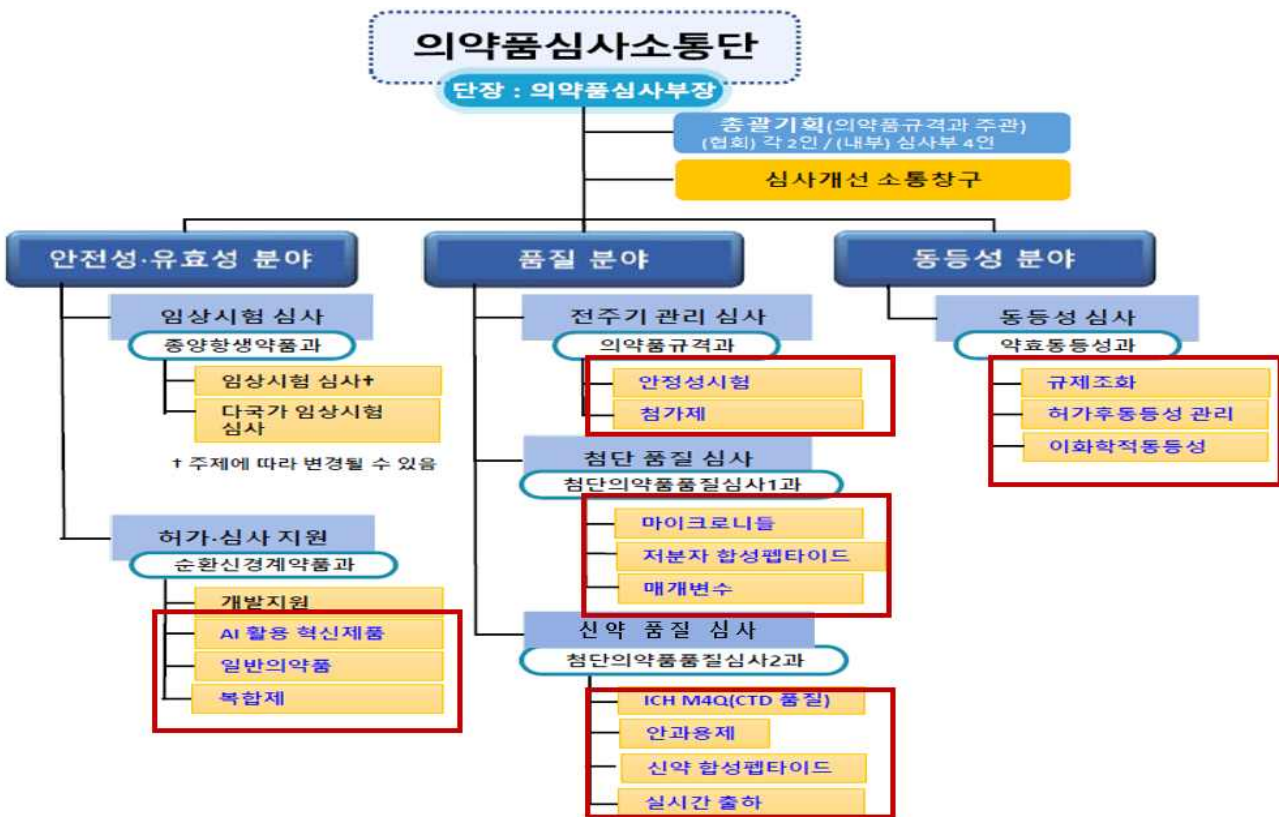 의약품심사소통단
단장 : 의약품심사부장
총괄기획(의약품규격과 주관)
(협회) 각 2인 / (내부) 심사부 4인
심사개선 소통창구
안전성·유효성 분야
임상시험 심사
종양항생약품과
임상시험 심사†
다국가 임상시험
심사
† 주제에 따라 변경될 수 있음
허가·심사 지원
순환신경계약품과
개발지원
AI 활용 혁신제품
일반의약품
복합제
품질 분야
전주기 관리 심사
의약품규격과
안정성시험
첨가제
첨단 품질 심사
첨단의약품품질심사1과
마이크로니들
저분자 합성펩타이드
매개변수
신약 품질 심사
첨단의약품품질심사2과
ICH M4Q(CTD 품질)
안과용제
신약 합성펩타이드
실시간 출하
동등성 분야
동등성 심사
약효동등성과
규제조화
허가후동등성 관리
이화학적동등성